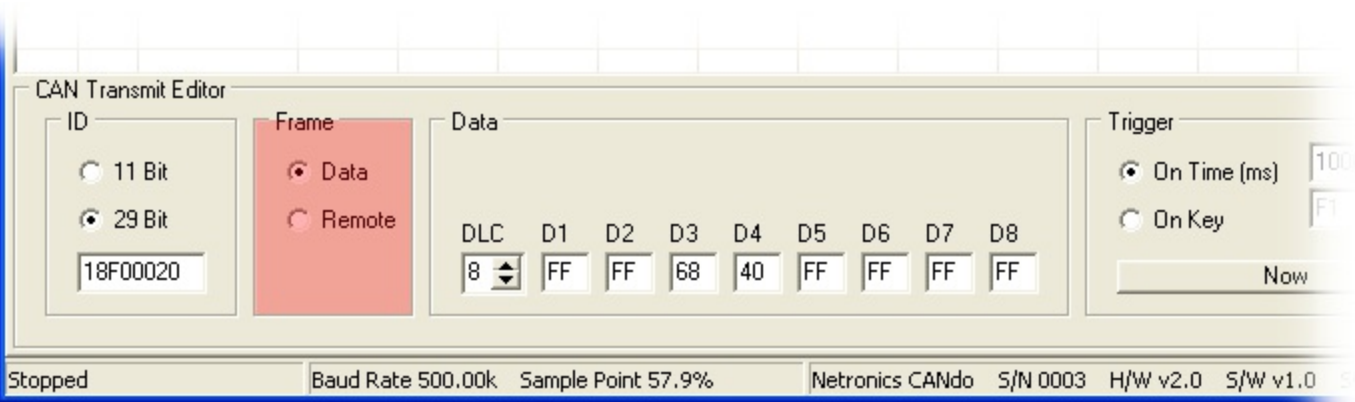 CAN Transmit Editor
ID Frame Data Trigger
11 Bit Data On Time (ms) 100
29 Bit Remote On Key F1
DLC D1 D2 D3 D4 D5 D6 D7 D8
18F00020 8 FF FF 68 40 FF FF FF FF Now
Stopped Baud Rate 500.00k Sample Point 57.9% Netronics CANdo S/N 0003 H/W v2.0 S/W v1.0